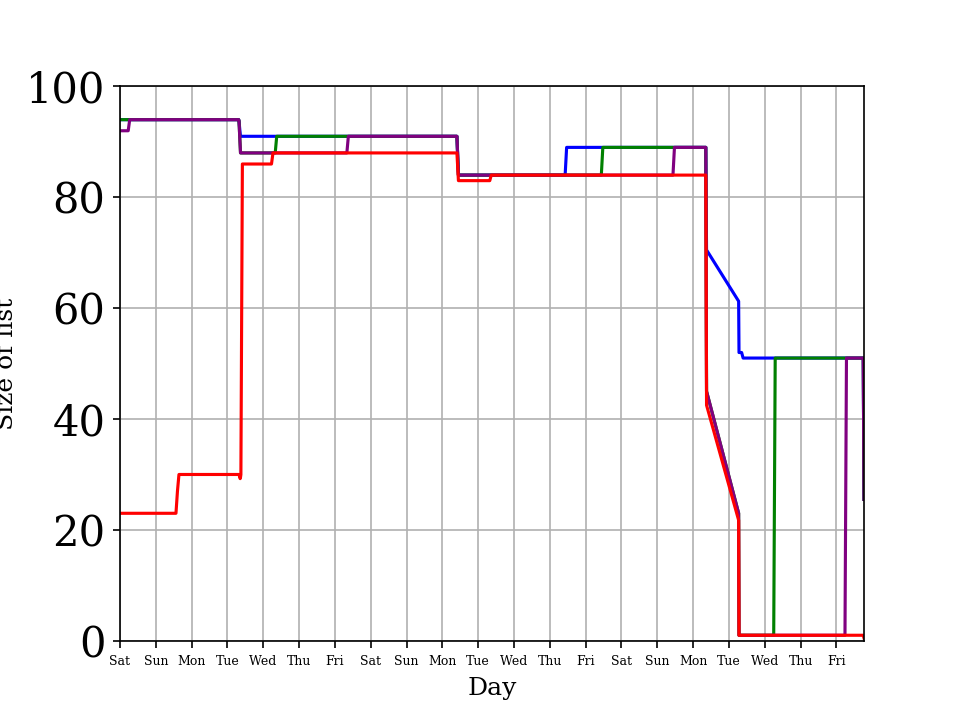 100
80
60
40
20
0
Size of list
Sat Sun Mon Tue Wed Thu Fri Sat Sun Mon Tue Wed Thu Fri Sat Sun Mon Tue Wed Thu Fri
Day